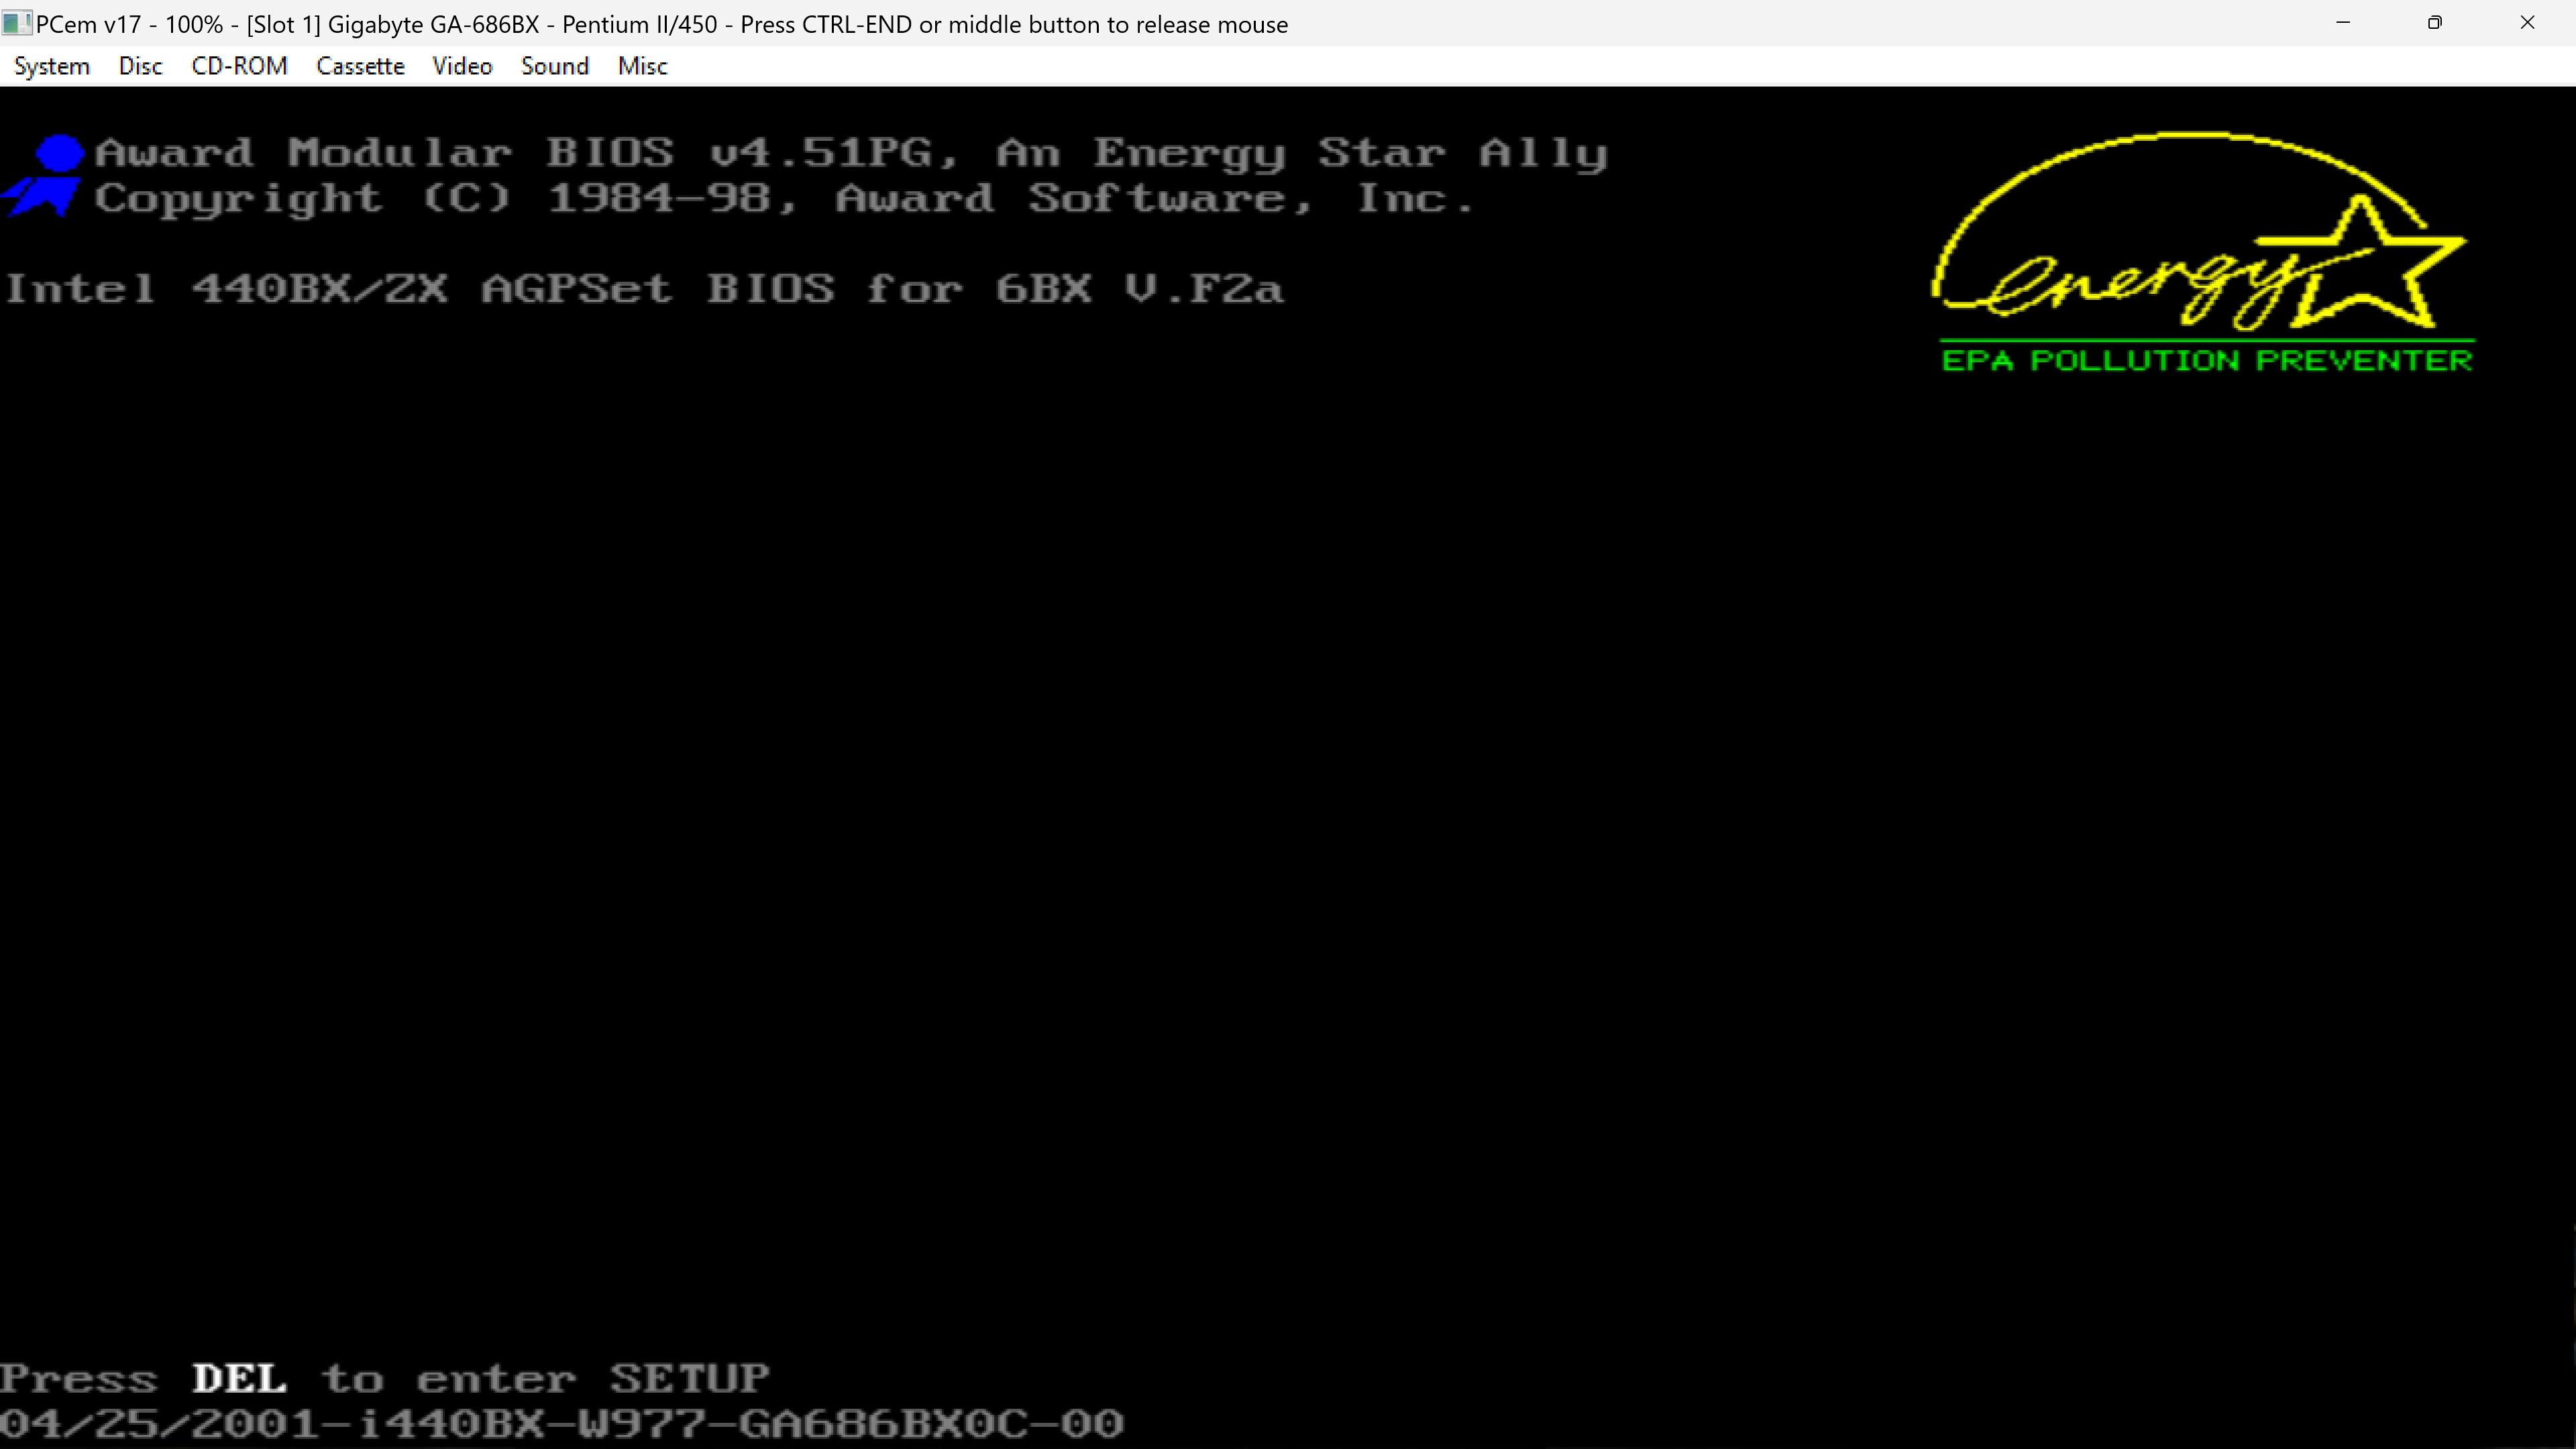 PCem v17 - 100% - [Slot 1] Gigabyte GA-686BX - Pentium II/450 - Press CTRL-END or middle button to release mouse
System Disc CD-ROM Cassette Video Sound Misc
Award Modular BIOS v4.51PG, An Energy Star Ally
Copyright (C) 1984-98, Award Software, Inc.
Intel 440BX/ZX AGPSet BIOS for 6BX V.F2a
energy
EPA POLLUTION PREVENTER
Press DEL to enter SETUP
04/25/2001-i440BX-W977-GA686BX0C-00